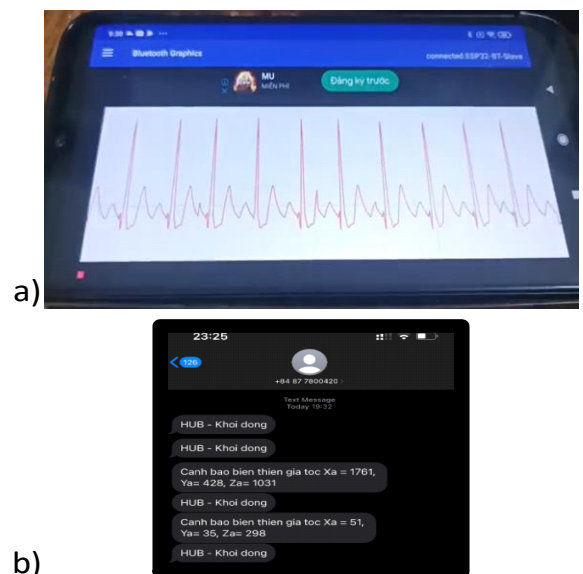 9:20
Bluetooth Graphics
connected:ESP32-BT-Slave
MU
MIỄN PHÍ
Đăng ký trước
a)
23:25
126
+84 87 7800420
Text Message
Today 19:32
HUB - Khoi dong
HUB - Khoi dong
Canh bao bien thien gia toc Xa = 1761,
Ya= 428, Za= 1031
HUB - Khoi dong
Canh bao bien thien gia toc Xa = 51,
Ya= 35, Za= 298
HUB - Khoi dong
b)